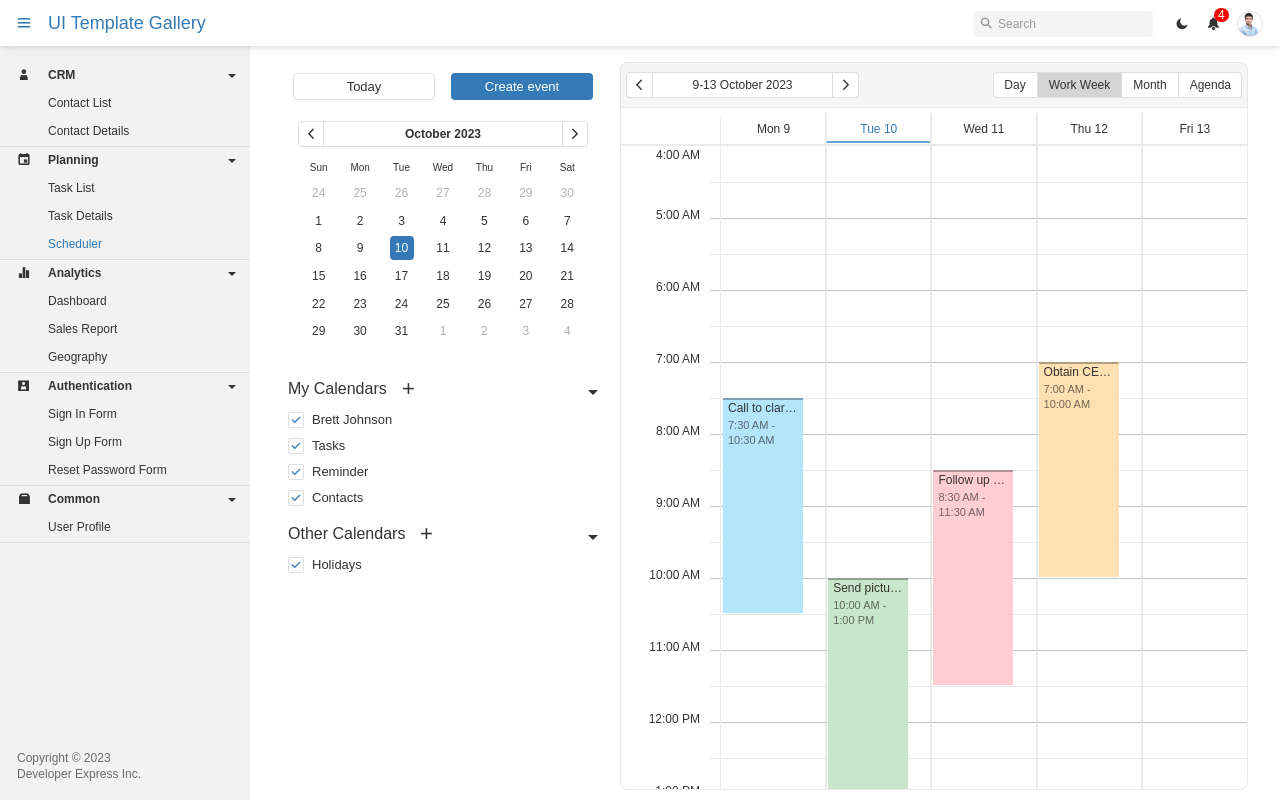 UI Template Gallery
Search
4
CRM
Contact List
Contact Details
Planning
Task List
Task Details
Scheduler
Analytics
Dashboard
Sales Report
Geography
Authentication
Sign In Form
Sign Up Form
Reset Password Form
Common
User Profile
Copyright © 2023
Developer Express Inc.
Today
Create event
October 2023
Sun Mon Tue Wed Thu Fri Sat
24 25 26 27 28 29 30
1 2 3 4 5 6 7
8 9 10 11 12 13 14
15 16 17 18 19 20 21
22 23 24 25 26 27 28
29 30 31 1 2 3 4
My Calendars
Brett Johnson
Tasks
Reminder
Contacts
Other Calendars
Holidays
9-13 October 2023
Day Work Week Month Agenda
Mon 9 Tue 10 Wed 11 Thu 12 Fri 13
4:00 AM
5:00 AM
6:00 AM
7:00 AM
8:00 AM
9:00 AM
10:00 AM
11:00 AM
12:00 PM
1:00 PM
Call to clar…
7:30 AM -
10:30 AM
Send pictu…
10:00 AM -
1:00 PM
Follow up …
8:30 AM -
11:30 AM
Obtain CE…
7:00 AM -
10:00 AM